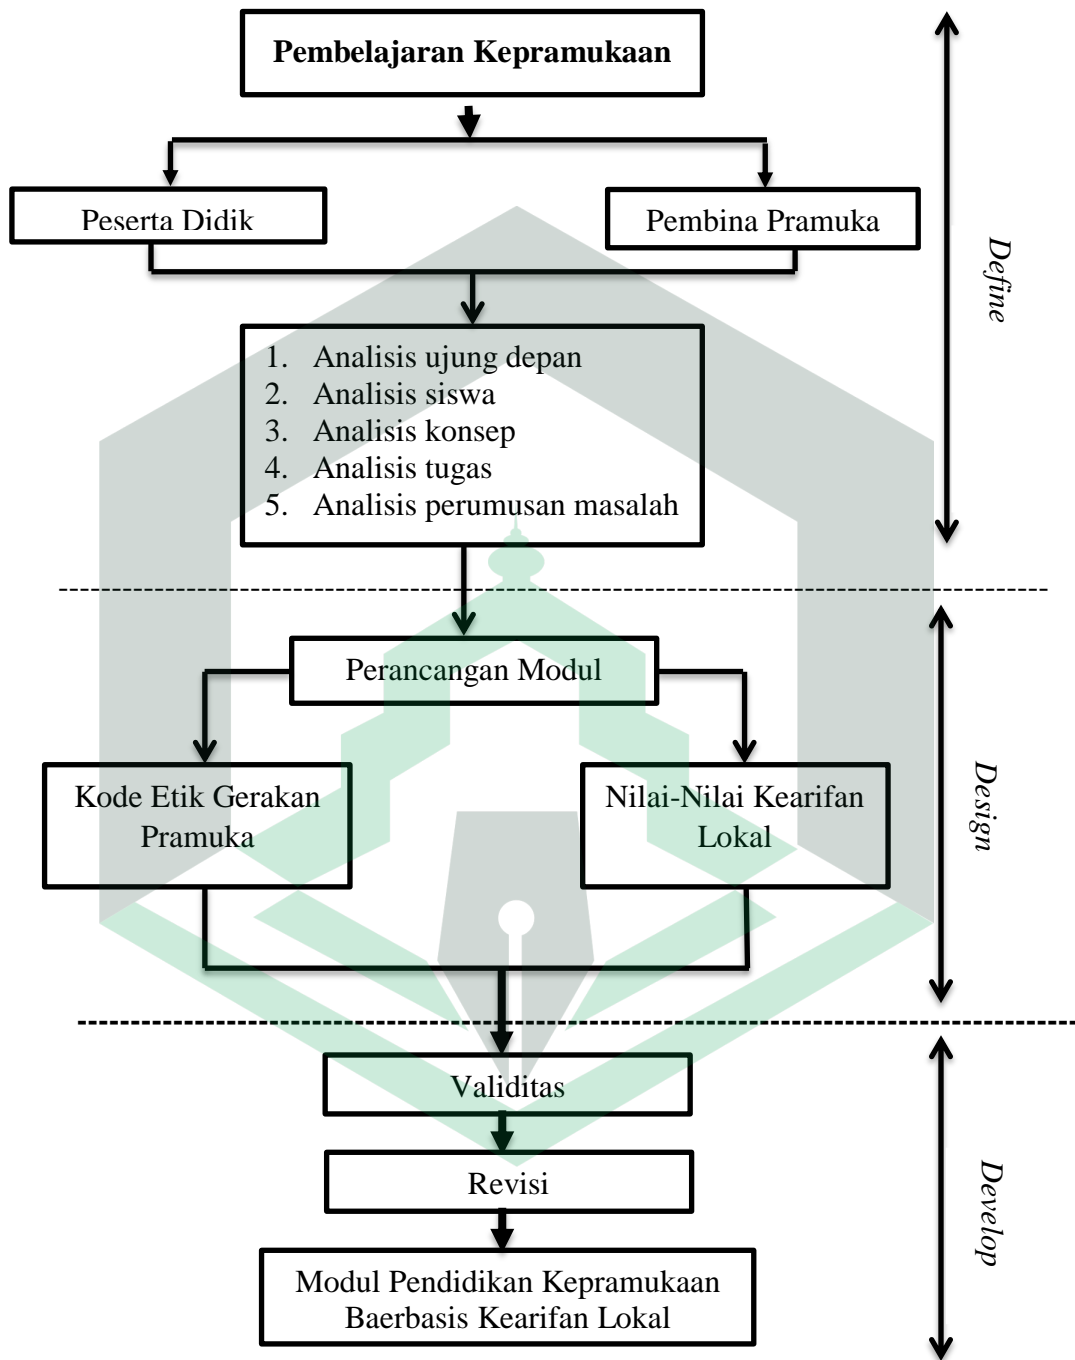 Pembelajaran Kepramukaan
Peserta Didik
Pembina Pramuka
Define
1. Analisis ujung depan
2. Analisis siswa
3. Analisis konsep
4. Analisis tugas
5. Analisis perumusan masalah
Perancangan Modul
Kode Etik Gerakan
Pramuka
Nilai-Nilai Kearifan
Lokal
Design
Validitas
Revisi
Modul Pendidikan Kepramukaan
Baerbasis Kearifan Lokal
Develop